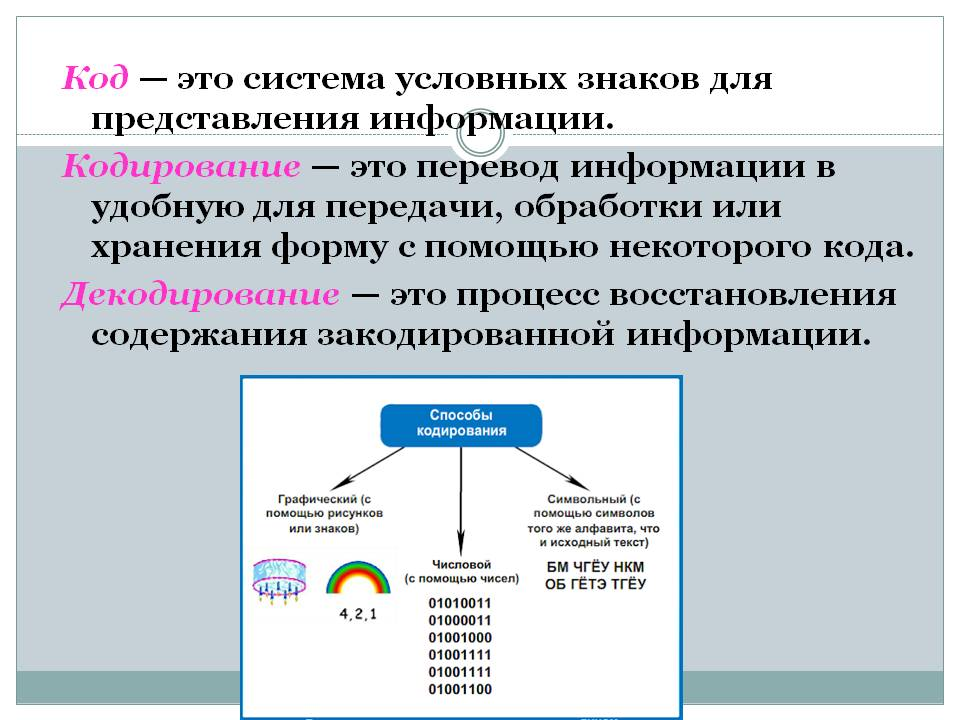 Код — это система условных знаков для
представления информации.
Кодирование — это перевод информации в
удобную для передачи, обработки или
хранения форму с помощью некоторого кода.
Декодирование — это процесс восстановления
содержания закодированной информации.
Способы
кодирования
Графический (с
помощью рисунков
или знаков)
4,2,1
Числовой
(с помощью чисел)
01010011
01000011
01001000
01001111
01001111
01001100
Символьный (с
помощью символов
того же алфавита, что
и исходный текст)
БМ ЧГЁУ НКМ
ОБ ГЁТЭ ТГЁУ